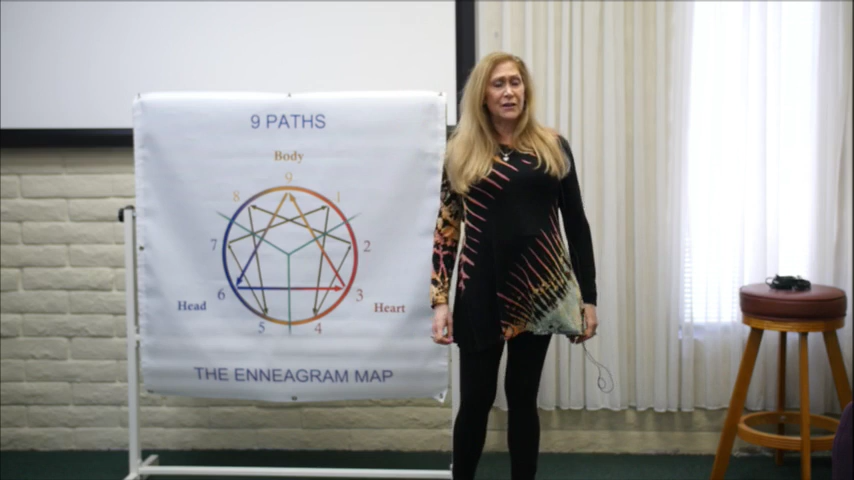 9 PATHS
Body
9
8 1
7 2
6 3
Head Heart
5 4
THE ENNEAGRAM MAP